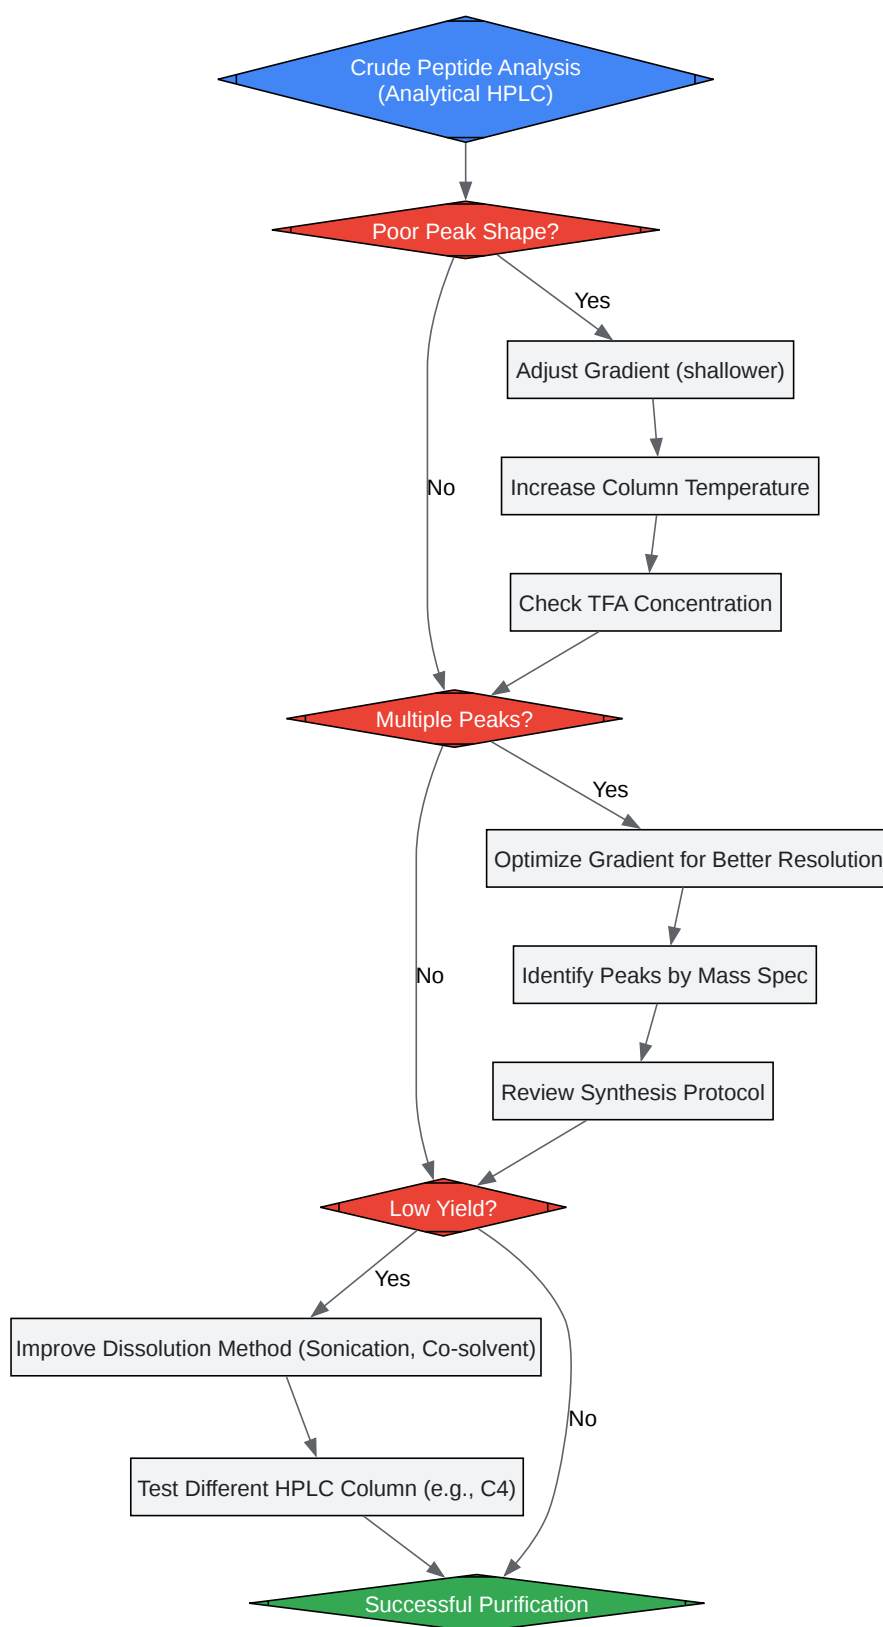 Crude Peptide Analysis
(Analytical HPLC)
Poor Peak Shape?
Yes
Adjust Gradient (shallower)
Increase Column Temperature
No
Check TFA Concentration
Multiple Peaks?
Yes
Optimize Gradient for Better Resolution
Identify Peaks by Mass Spec
No
Review Synthesis Protocol
Low Yield?
Yes
Improve Dissolution Method (Sonication, Co-solvent)
No
Test Different HPLC Column (e.g., C4)
Successful Purification